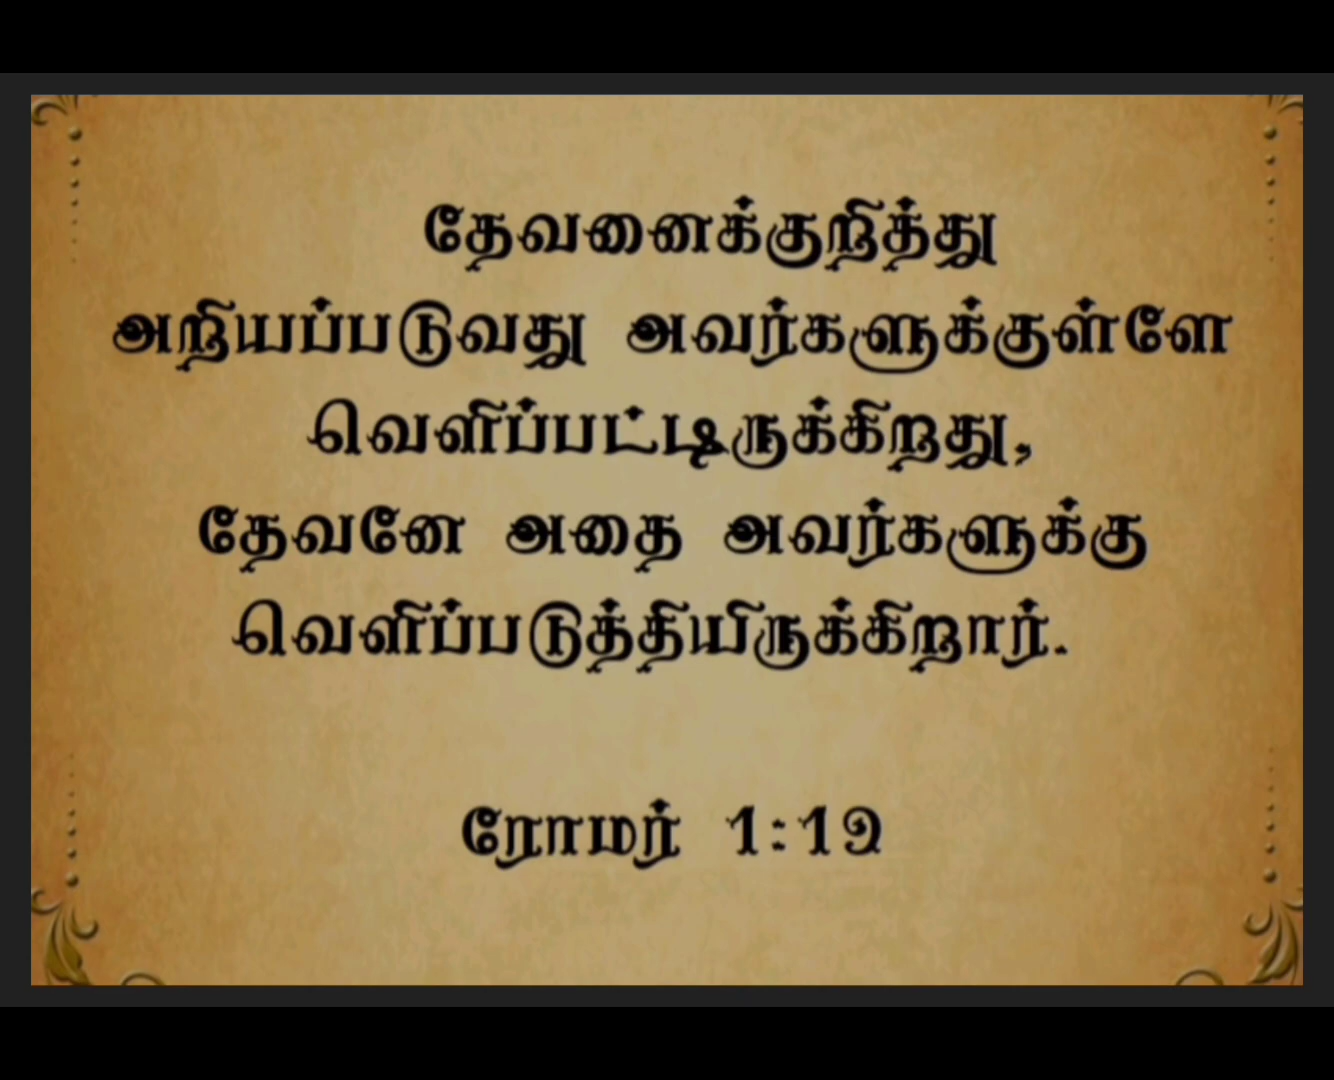 தேவனைக்குறித்து
அறியப்படுவது அவர்களுக்குள்ளே
வெளிப்பட்டிருக்கிறது,
தேவனே அதை அவர்களுக்கு
வெளிப்படுத்தியிருக்கிறார்.
ரோமர் 1:19